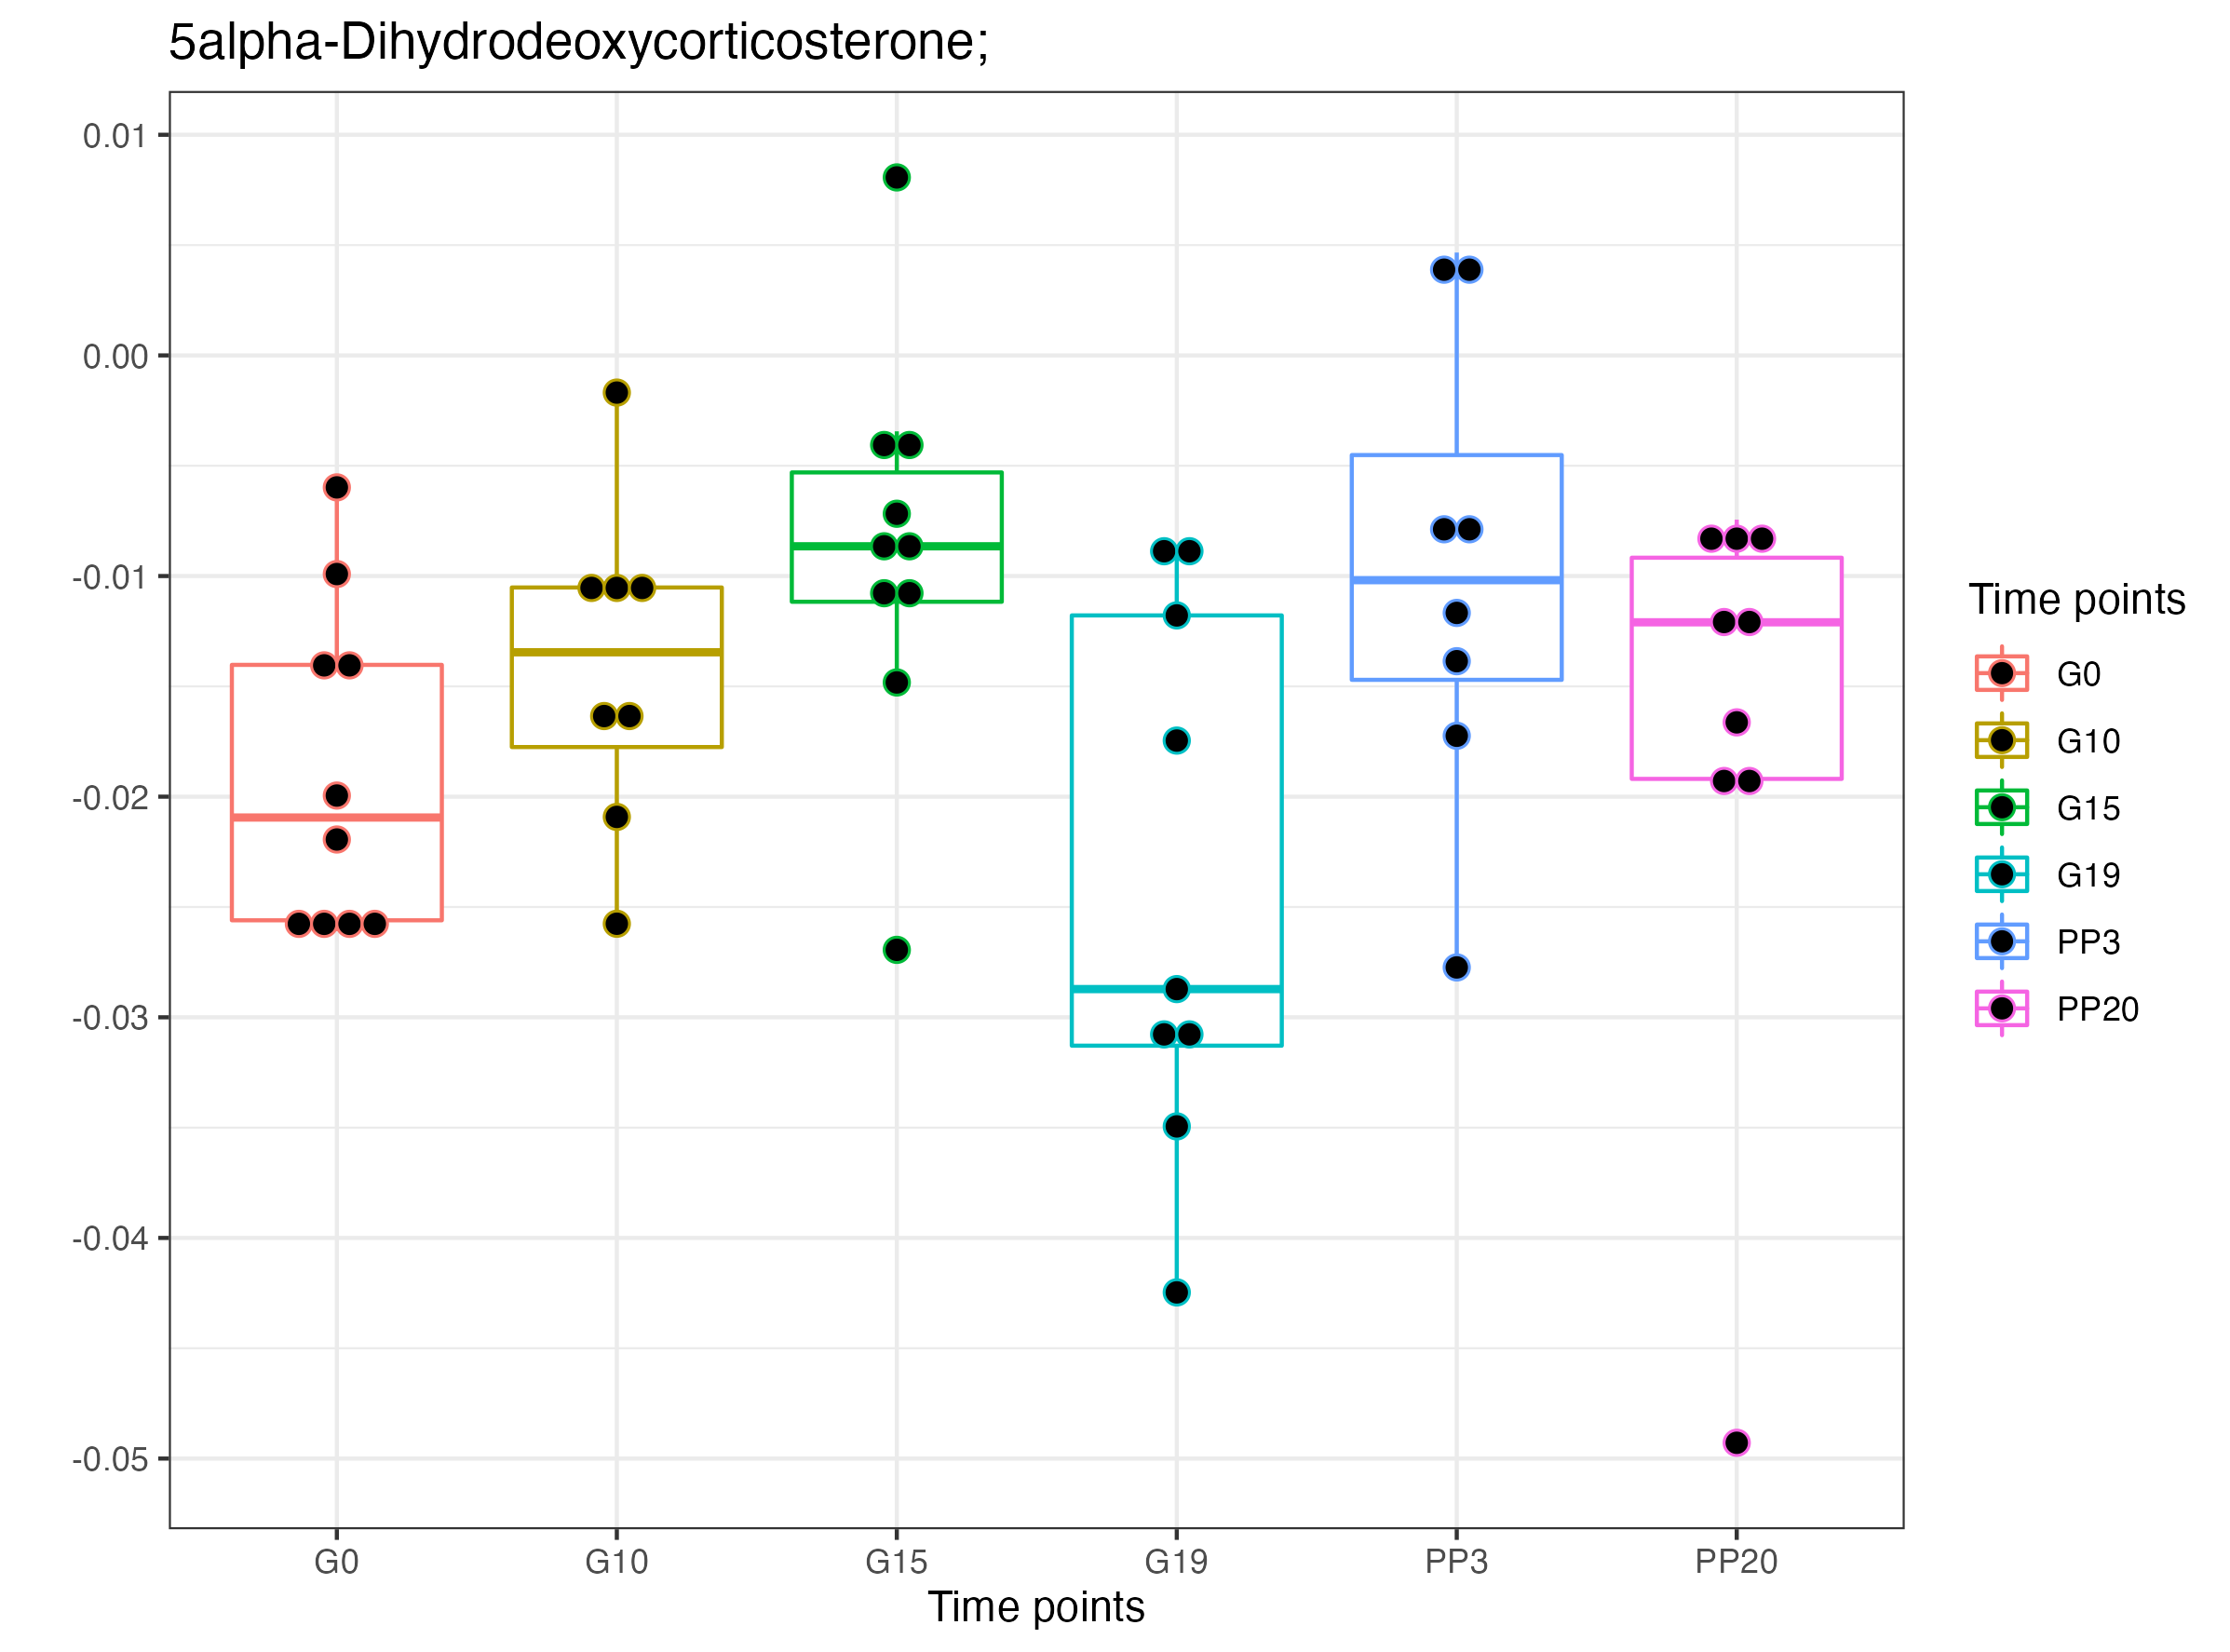 5alpha-Dihydrodeoxycorticosterone;
0.01
0.00
-0.01
-0.02
-0.03
-0.04
-0.05
G0 G10 G15 G19 PP3 PP20
Time points
Time points
G0
G10
G15
G19
PP3
PP20